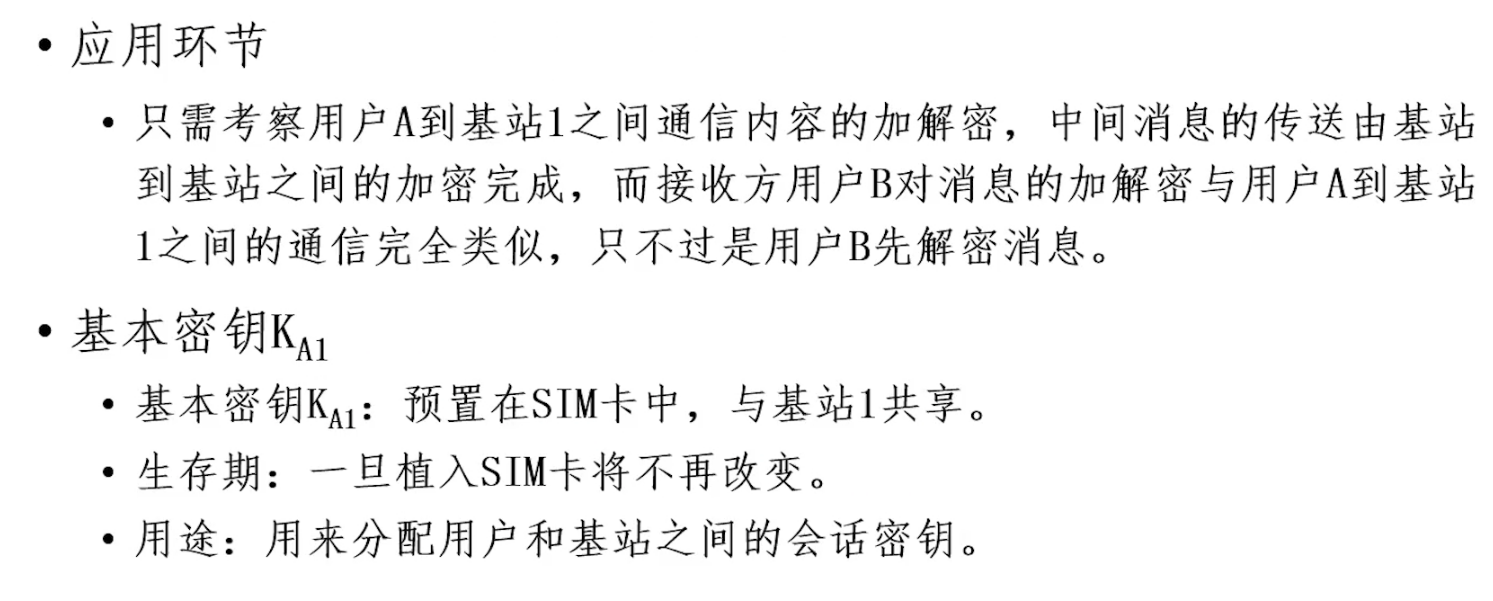 • 应用环节
• 只需考察用户A到基站1之间通信内容的加解密，中间消息的传送由基站
到基站之间的加密完成，而接收方用户B对消息的加解密与用户A到基站
1之间的通信完全类似，只不过是用户B先解密消息。
• 基本密钥KA1
• 基本密钥KA1：预置在SIM卡中，与基站1共享。
• 生存期：一旦植入SIM卡将不再改变。
• 用途：用来分配用户和基站之间的会话密钥。